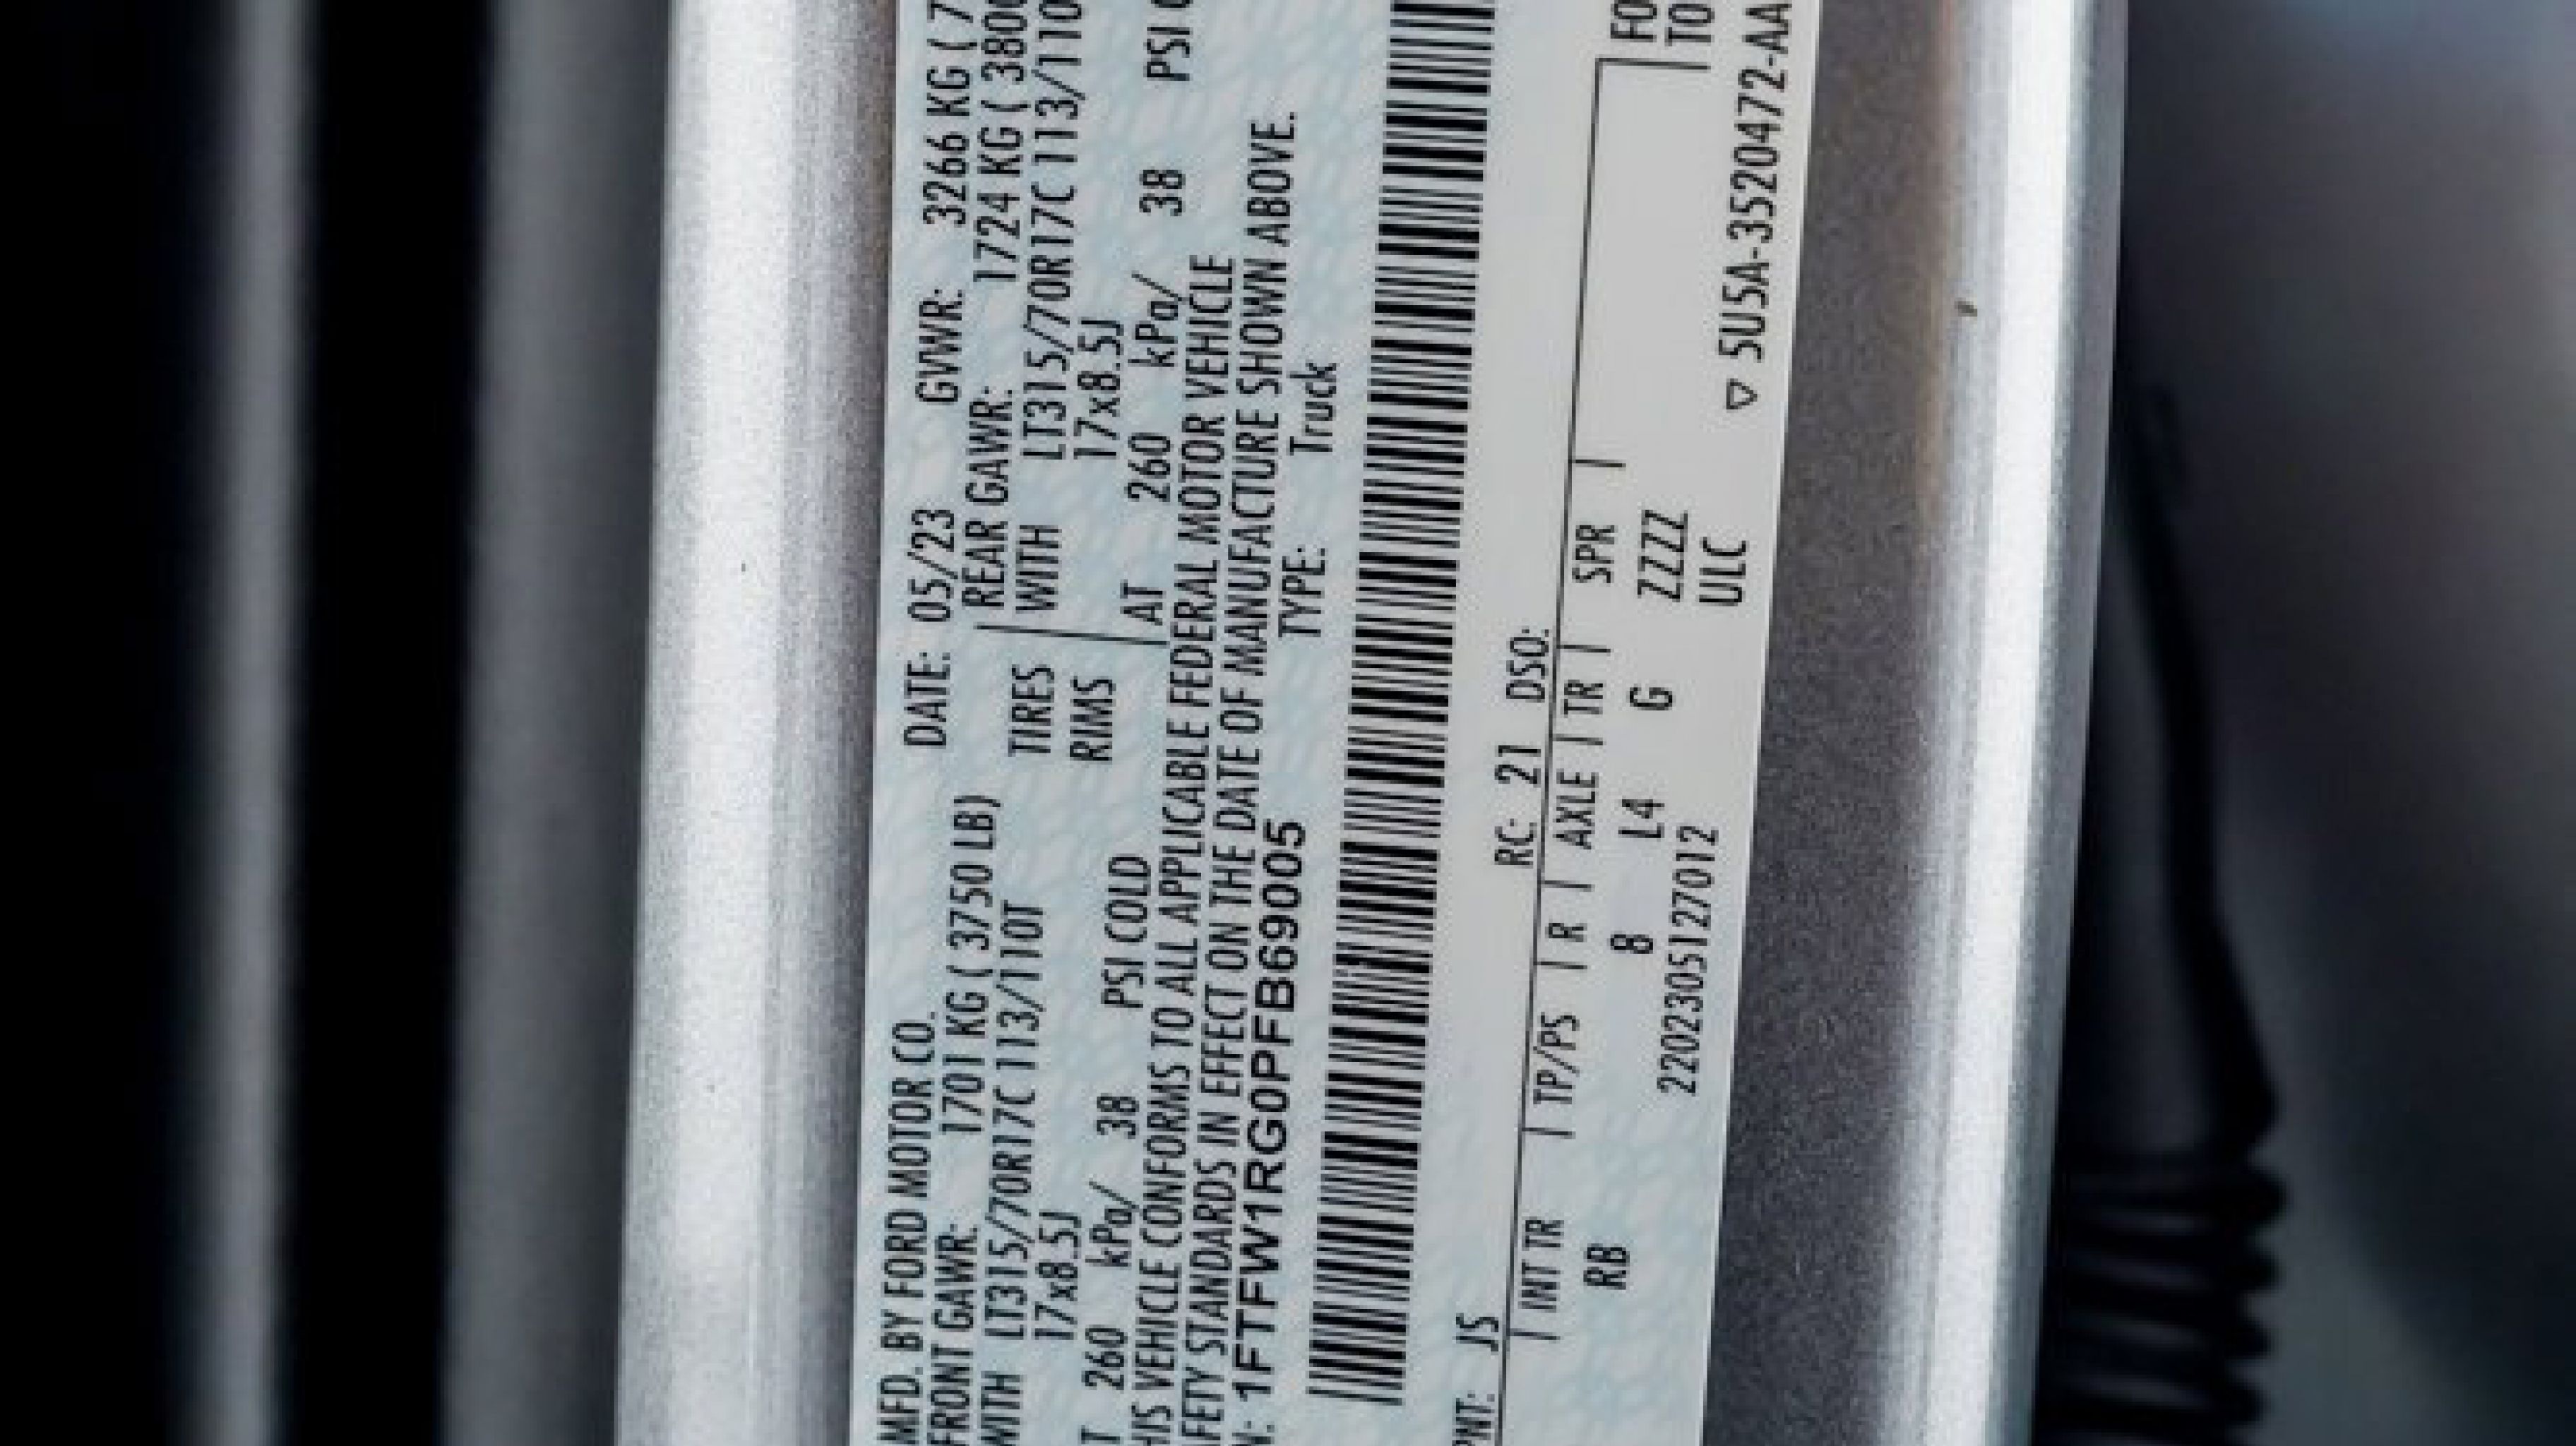 MFD. BY FORD MOTOR CO. DATE: 05/23 GVWR: 3266 KG ( 7
FRONT GAWR: 1701 KG ( 3750 LB) REAR GAWR: 1724 KG ( 380
WITH LT315/70R17C 113/110T TIRES WITH LT315/70R17C 113/110
17x8.5J RIMS 17x8.5J
T 260 kPa/ 38 PSI COLD AT 260 kPa/ 38 PSI C
HIS VEHICLE CONFORMS TO ALL APPLICABLE FEDERAL MOTOR VEHICLE
AFETY STANDARDS IN EFFECT ON THE DATE OF MANUFACTURE SHOWN ABOVE.
N: 1FTFW1RG0PFB69005 TYPE: Truck
PNT: JS RC: 21 DSO:
INT TR TP/PS R AXLE TR SPR FO
RB 8 L4 G ZZZZ TO
2202305127012 ULC
▽ 5U5A-3520472-AA